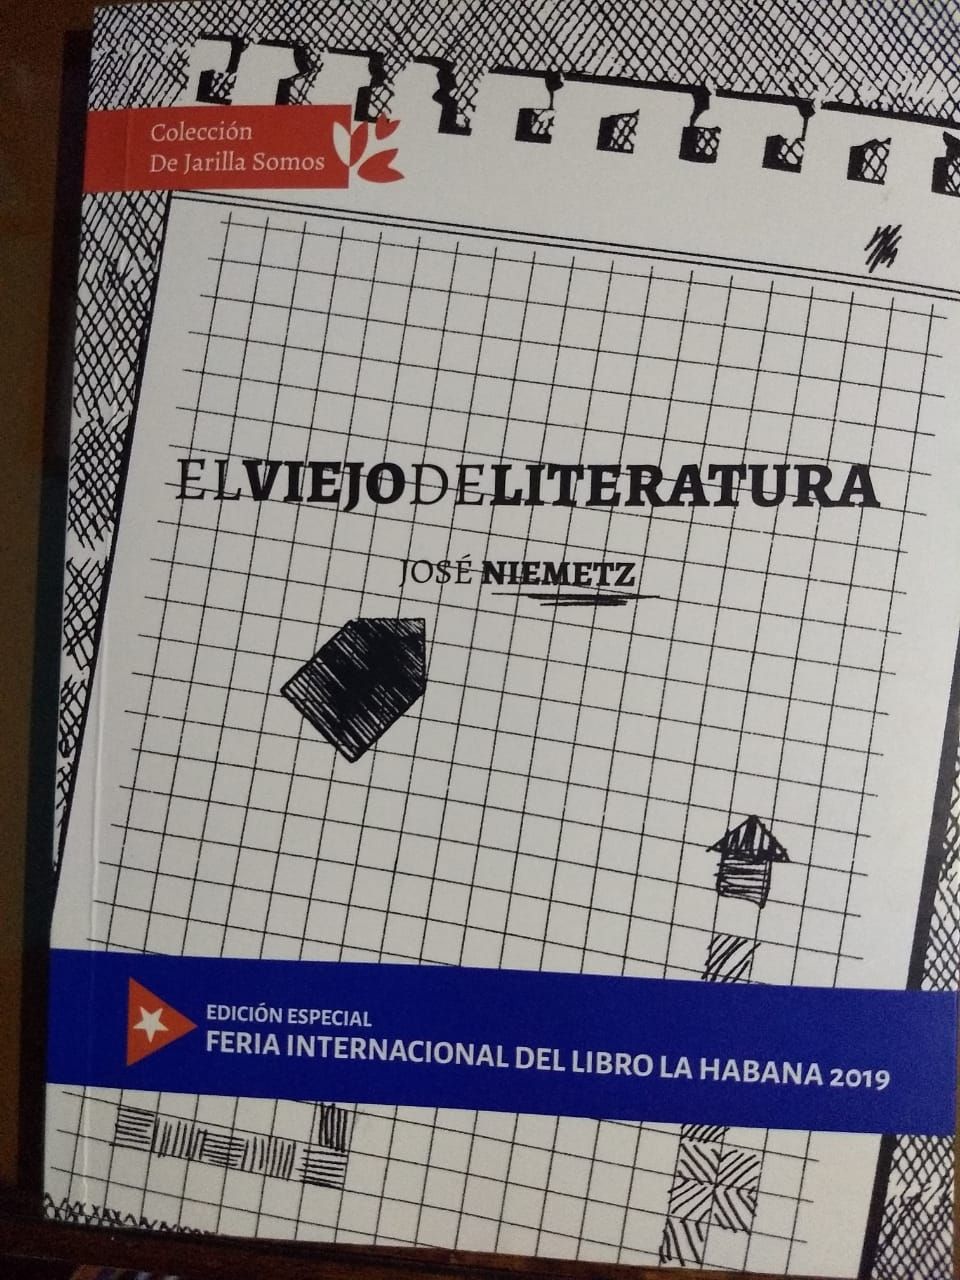 Colección
De Jarilla Somos
ELVIEJODELITERATURA
JOSÉ NIEMETZ
EDICIÓN ESPECIAL
FERIA INTERNACIONAL DEL LIBRO LA HABANA 2019